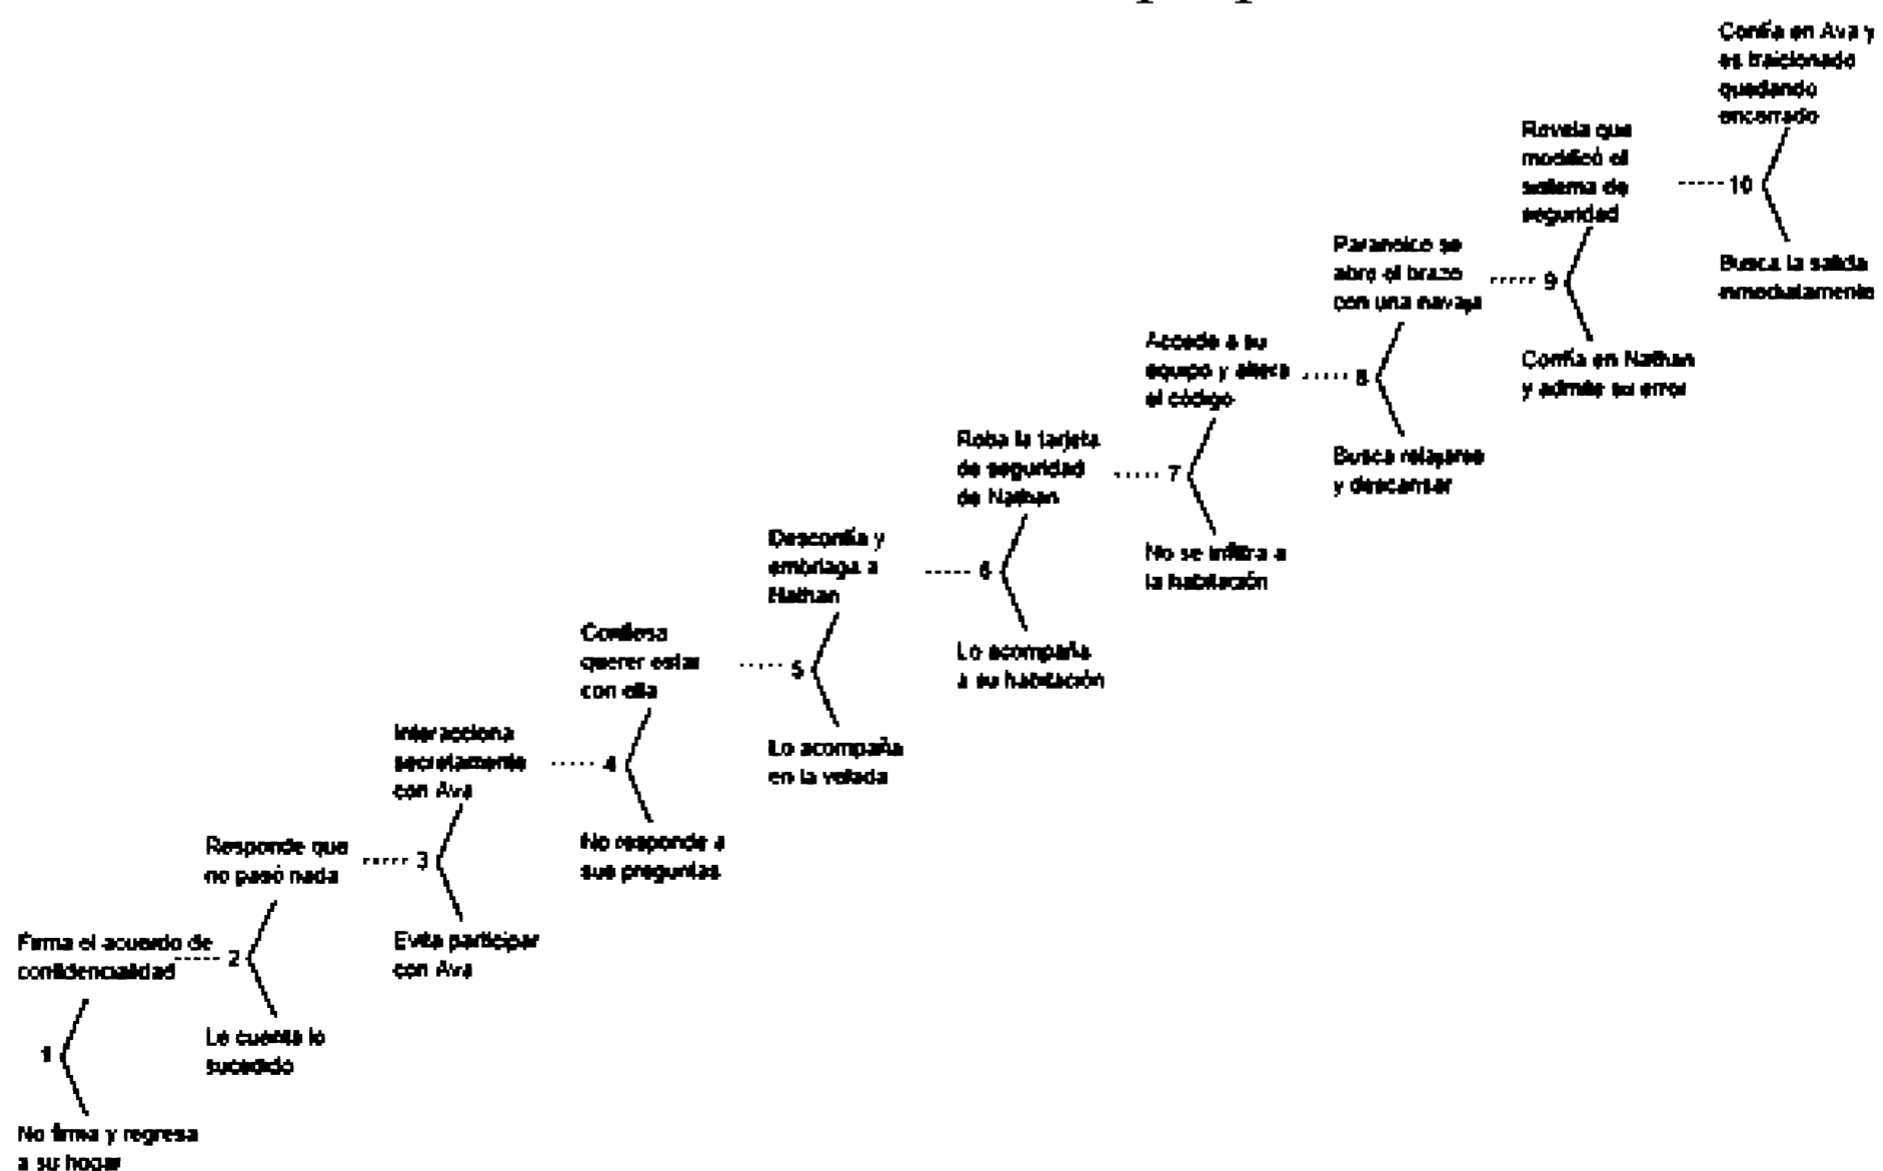 Firma el acuerdo de
confidencialidad
1
No firma y regresa
a su hogar
Responde que
no pasó nada
2
Le cuenta lo
sucedido
Interacciona
secretamente
con Ava
3
Evita participar
con Ava
Confiesa
querer estar
con ella
4
No responde a
sus preguntas
Desconfía y
embriaga a
Nathan
5
Lo acompaña
en la velada
Roba la tarjeta
de seguridad
de Nathan
6
Lo acompaña
a su habitación
Accede a su
equipo y altera
el código
7
No se infiltra a
la habitación
Paranoico se
abre el brazo
con una navaja
8
Busca relajarse
y descansar
Revela que
modificó el
sistema de
seguridad
9
Confía en Nathan
y admite su error
Confía en Ava y
es traicionado
quedando
encerrado
10
Busca la salida
inmediatamente